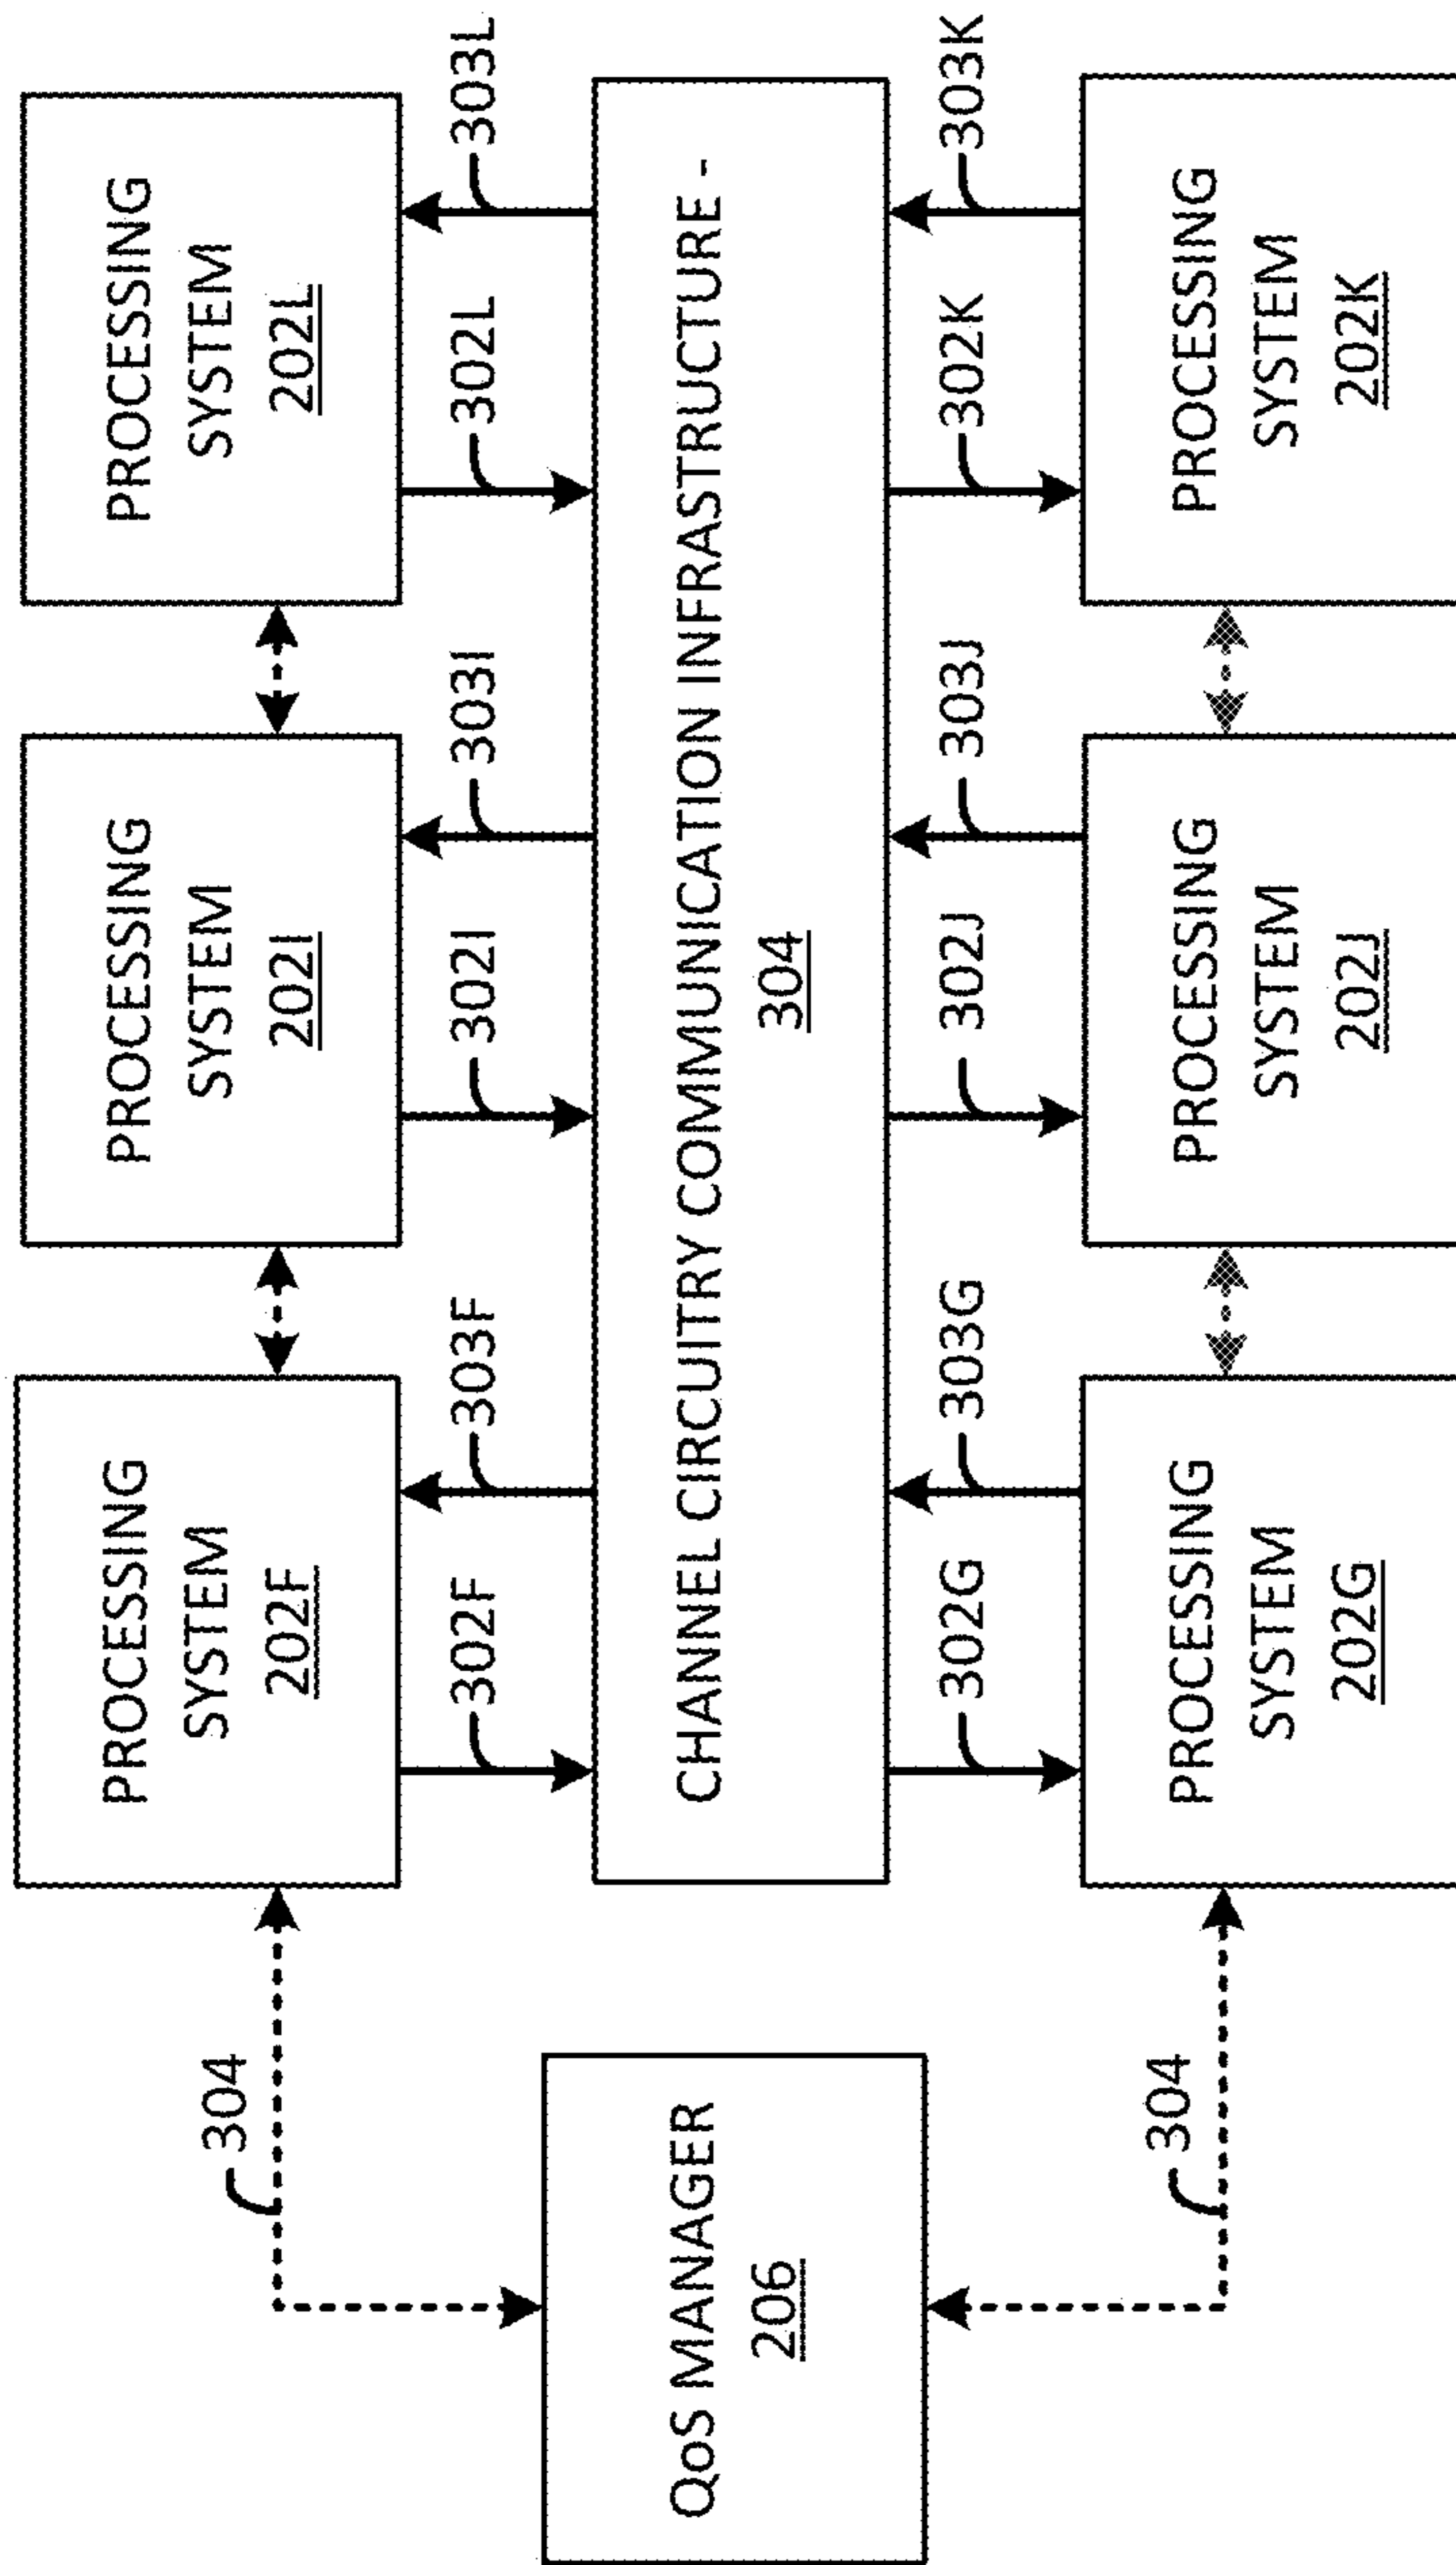 PROCESSING
SYSTEM
202F
PROCESSING
SYSTEM
202I
PROCESSING
SYSTEM
202L
304
302F
303F
302I
303I
302L
303L
QoS MANAGER
206
CHANNEL CIRCUITRY COMMUNICATION INFRASTRUCTURE -
304
304
302G
303G
302J
303J
302K
303K
PROCESSING
SYSTEM
202G
PROCESSING
SYSTEM
202J
PROCESSING
SYSTEM
202K